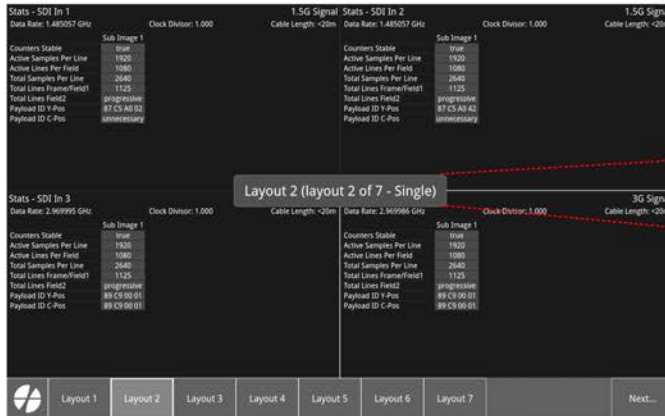 Stats - SDI In 1 1.5G Signal
Data Rate: 1.485057 GHz Clock Divisor: 1.000 Cable Length: <20m
Sub Image 1
Counters Stable true
Active Samples Per Line 1920
Active Lines Per Field 1080
Total Samples Per Line 2640
Total Lines Frame/Field1 1125
Total Lines Field2 progressive
Payload ID Y-Pos
Payload ID C-Pos unnecessary
Stats - SDI In 2 1.5G Signal
Data Rate: 1.485057 GHz Clock Divisor: 1.000 Cable Length: <20m
Sub Image 1
Counters Stable true
Active Samples Per Line 1920
Active Lines Per Field 1080
Total Samples Per Line 2640
Total Lines Frame/Field1 1125
Total Lines Field2 progressive
Payload ID Y-Pos
Payload ID C-Pos unnecessary
Layout 2 (layout 2 of 7 - Single)
Stats - SDI In 3
Data Rate: 2.969995 GHz Clock Divisor: 1.000 Cable Length: <20m
Sub Image 1
Counters Stable true
Active Samples Per Line 1920
Active Lines Per Field 1080
Total Samples Per Line 2640
Total Lines Frame/Field1 1125
Total Lines Field2 progressive
Payload ID Y-Pos 89 C9 00 01
Payload ID C-Pos 89 C9 00 01
3G Signal
Data Rate: 2.969986 GHz Clock Divisor: 1.000 Cable Length: <20m
Sub Image 1
Counters Stable true
Active Samples Per Line 1920
Active Lines Per Field 1080
Total Samples Per Line 2640
Total Lines Frame/Field1 1125
Total Lines Field2 progressive
Payload ID Y-Pos 89 C9 00 01
Payload ID C-Pos 89 C9 00 01
Layout 1 Layout 2 Layout 3 Layout 4 Layout 5 Layout 6 Layout 7 Next...